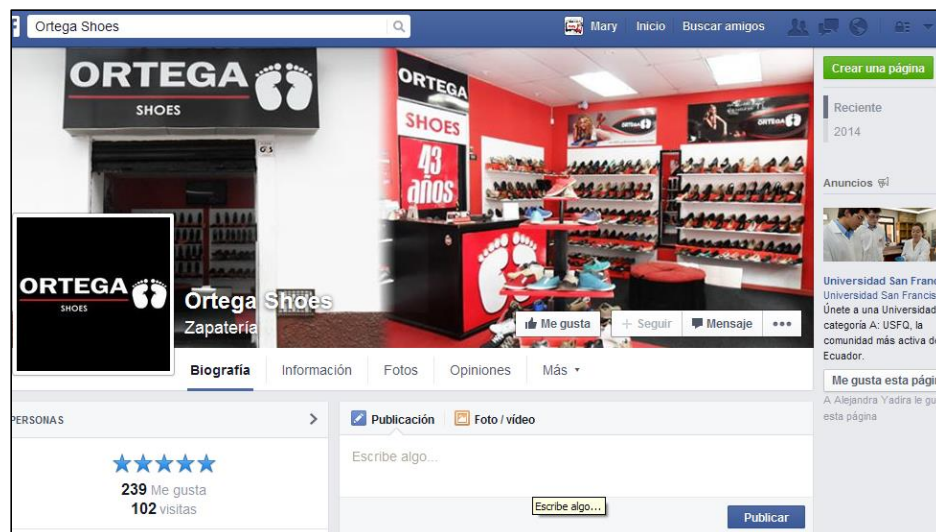 Ortega Shoes
Mary Inicio Buscar amigos
ORTEGA
SHOES
ORTEGA
SHOES
43
años
ORTEGA
ORTEGA
ORTEGA
SHOES
Ortega Shoes
Zapatería
Me gusta
Seguir
Mensaje
Biografía Información Fotos Opiniones Más
PERSONAS
239 Me gusta
102 visitas
Publicación Foto / vídeo
Escribe algo...
Escribe algo...
Publicar
Crear una página
Reciente
2014
Anuncios
Universidad San Franc
Universidad San Francis
Únete a una Universidad
categoría A: USFQ, la
comunidad más activa de
Ecuador.
Me gusta esta págin
A Alejandra Yadira le gu
esta página